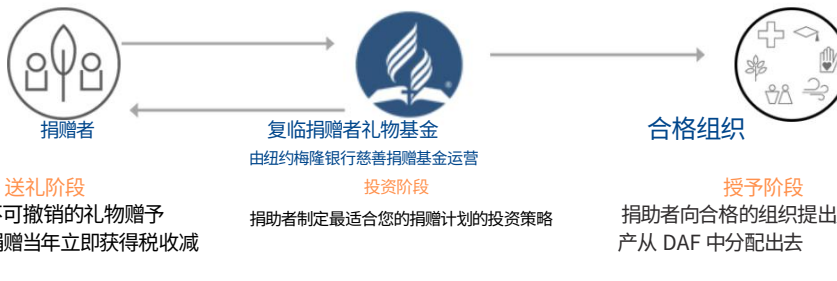 捐赠者
复临捐赠者礼物基金
合格组织
由纽约梅隆银行慈善捐赠基金运营
送礼阶段
投资阶段
授予阶段
可撤销的礼物赠予
捐助者制定最适合您的捐赠计划的投资策略
捐助者向合格的组织提出
赠当年立即获得税收减
产从 DAF 中分配出去